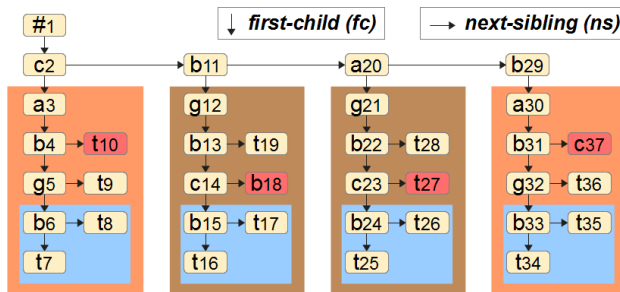 #1 first-child (fc) next-sibling (ns)
c2 b11 a20 b29
a3 g12 g21 a30
b4 t10 b13 t19 b22 t28 b31 c37
g5 t9 c14 b18 c23 t27 g32 t36
b6 t8 b15 t17 b24 t26 b33 t35
t7 t16 t25 t34